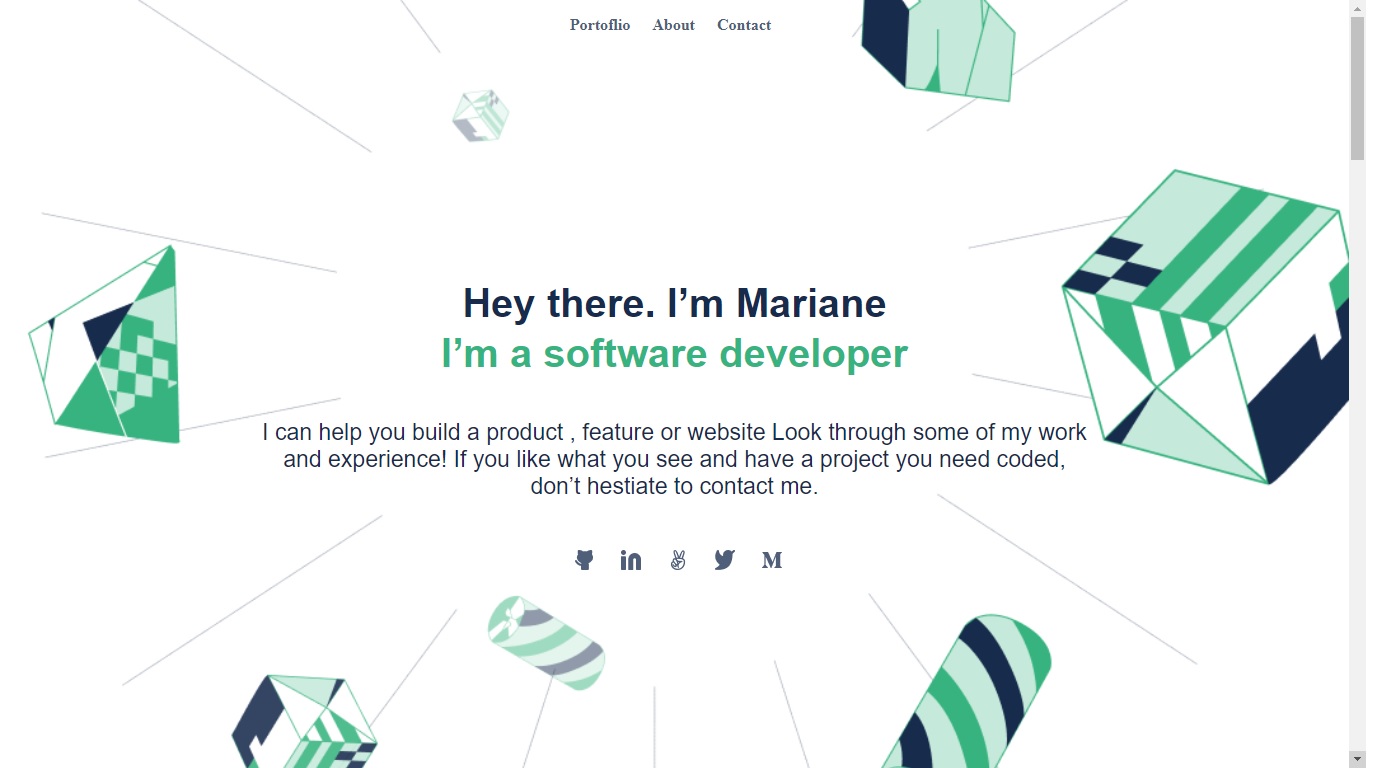 Portoflio About Contact
Hey there. I’m Mariane
I’m a software developer
I can help you build a product , feature or website Look through some of my work
and experience! If you like what you see and have a project you need coded,
don’t hestiate to contact me.